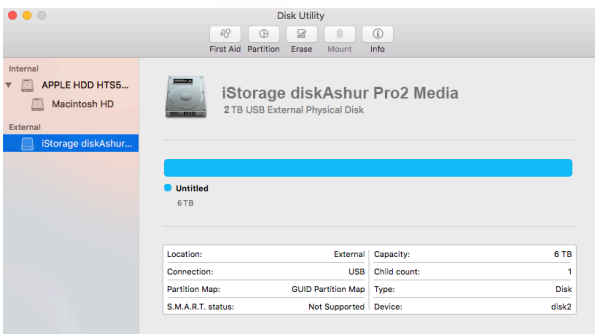 Disk Utility
First Aid Partition Erase Mount Info
Internal
APPLE HDD HTS5...
Macintosh HD
External
iStorage diskAshur...
iStorage diskAshur Pro2 Media
2 TB USB External Physical Disk
Untitled
6 TB
Location: External Capacity: 6 TB
Connection: USB Child count: 1
Partition Map: GUID Partition Map Type: Disk
S.M.A.R.T. status: Not Supported Device: disk2